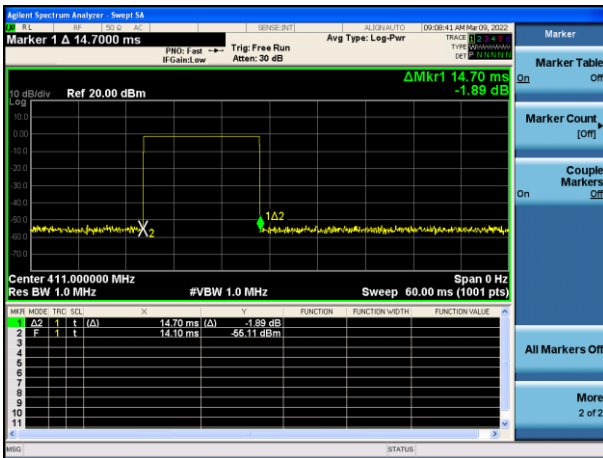 Agilent Spectrum Analyzer - Swept SA
RL RF 50 Ω AC SENSE:INT ALIGNAUTO 09:08:41 AM Mar 09, 2022
Marker 1 Δ 14.7000 ms
PNO: Fast
IFGain:Low
Trig: Free Run
Atten: 30 dB
Avg Type: Log-Pwr
TRACE 1 2 3 4 5 6
TYPE WWWWWW
DET P N N N N N
ΔMkr1 14.70 ms
-1.89 dB
10 dB/div Ref 20.00 dBm
Log
10.0
0.00
-10.0
-20.0
-30.0
-40.0
-50.0
-60.0
-70.0
1Δ2
2
Center 411.000000 MHz Span 0 Hz
Res BW 1.0 MHz #VBW 1.0 MHz Sweep 60.00 ms (1001 pts)
MKR MODE TRC SCL X Y FUNCTION FUNCTION WIDTH FUNCTION VALUE
1 Δ2 1 t (Δ) 14.70 ms (Δ) -1.89 dB
2 F 1 t 14.10 ms -55.11 dBm
3
4
5
6
7
8
9
10
11
MSG STATUS
Marker
Marker Table
On Off
Marker Count
[Off]
Couple
Markers
On Off
All Markers Off
More
2 of 2